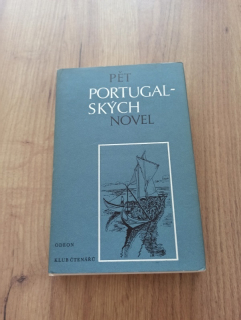 PĚT
PORTUGAL-
SKÝCH
NOVEL
ODEON
KLUB ČTENÁŘŮ